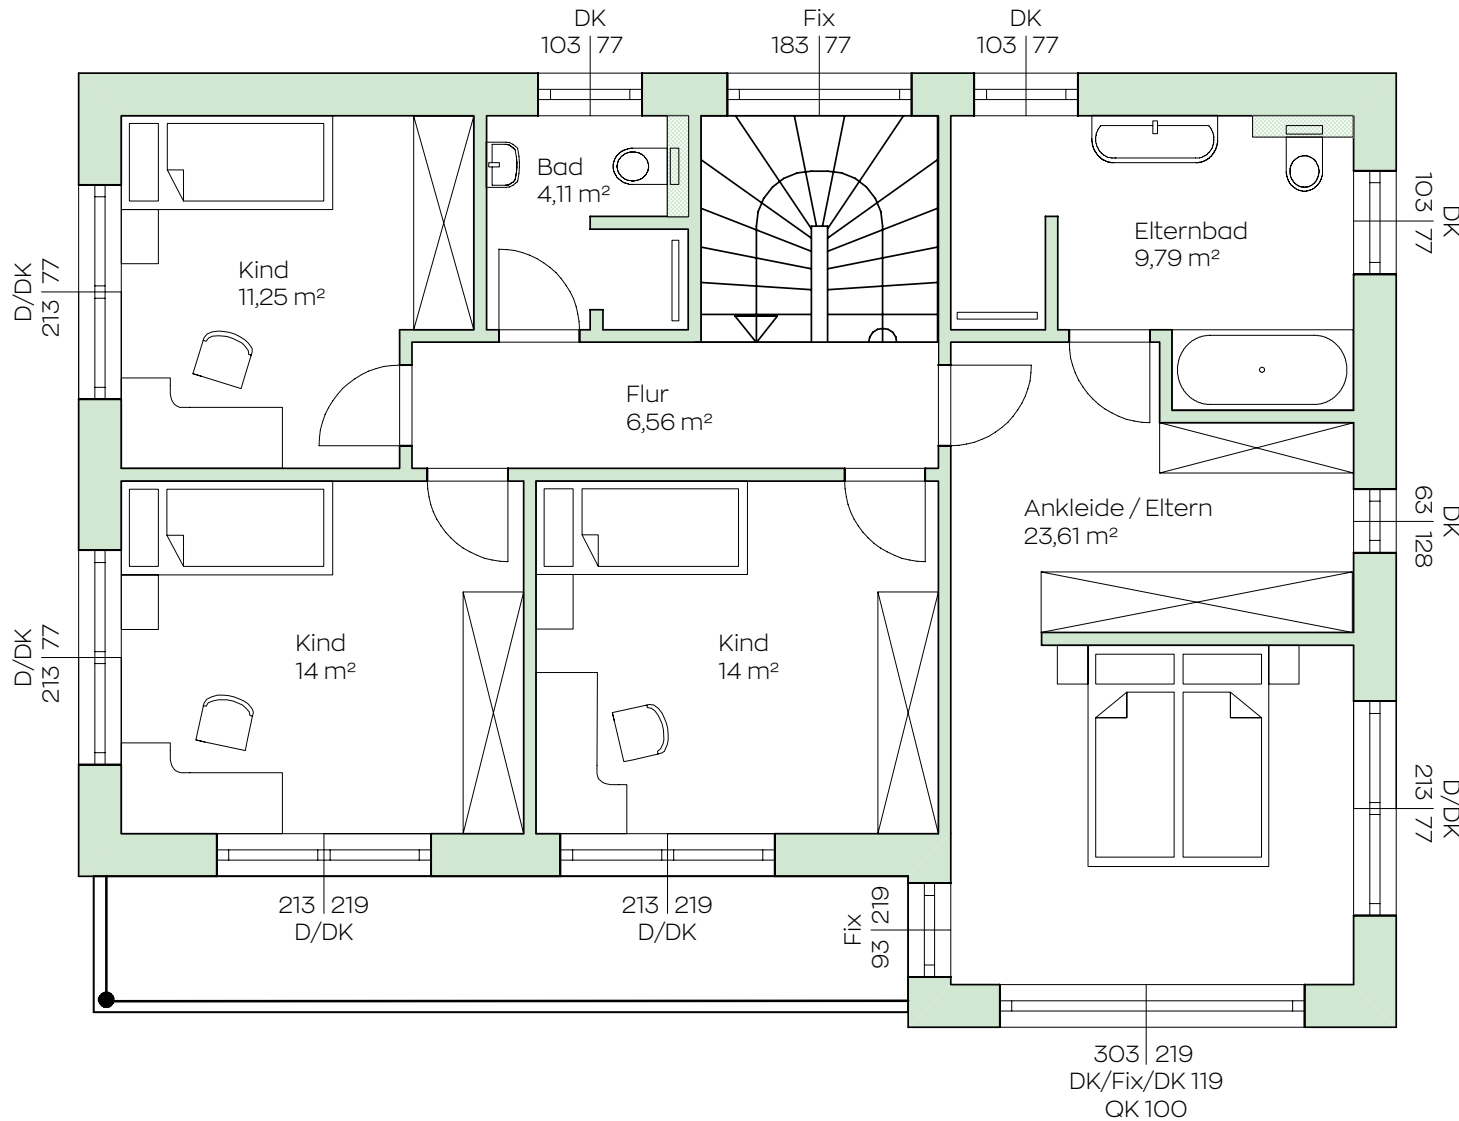 DK
103 77
Fix
183 77
DK
103 77
Bad
4,11 m²
Elternbad
9,79 m²
103 77
DK
Kind
11,25 m²
D/DK
213 77
Flur
6,56 m²
Ankleide / Eltern
23,61 m²
63 128
DK
Kind
14 m²
Kind
14 m²
D/DK
213 77
213 77
D/DK
213 219
D/DK
213 219
D/DK
Fix
93 219
303 219
DK/Fix/DK 119
QK 100